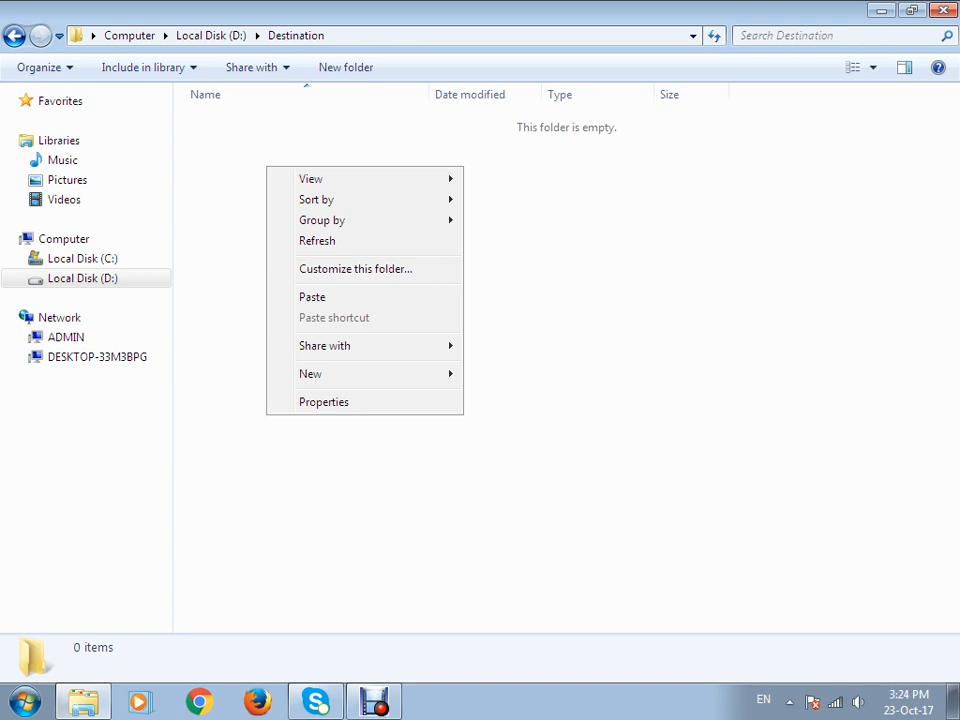 Computer Local Disk (D:) Destination
Search Destination
Organize Include in library Share with New folder
Favorites
Libraries
Music
Pictures
Videos
Computer
Local Disk (C:)
Local Disk (D:)
Network
ADMIN
DESKTOP-33M3BPG
Name Date modified Type Size
This folder is empty.
View
Sort by
Group by
Refresh
Customize this folder...
Paste
Paste shortcut
Share with
New
Properties
0 items
EN
3:24 PM
23-Oct-17